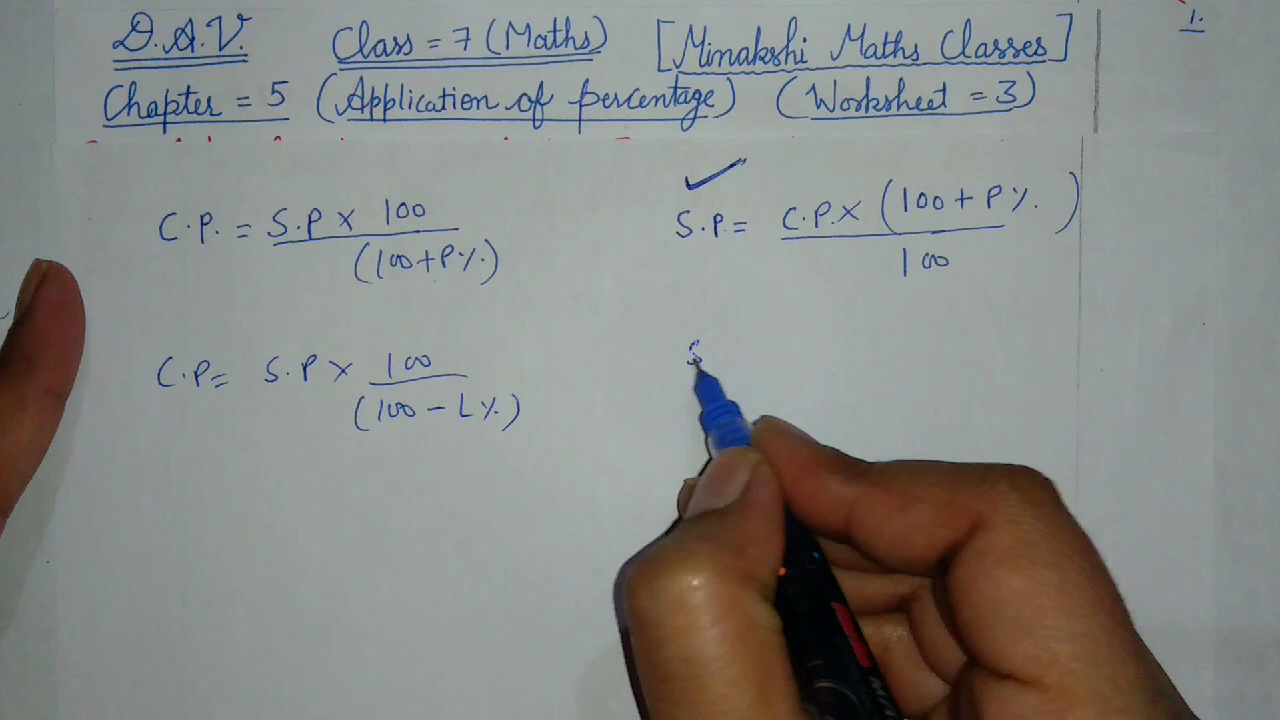 D.A.V. Class = 7 (Maths) [Minakshi Maths Classes] 1.
Chapter = 5 (Application of percentage) (Worksheet = 3)
C.P. = S.P × 100 / (100+P%.)
S.P. = C.P. × (100+P%.) / 100
C.P = S.P × 100 / (100 - L%.)
S